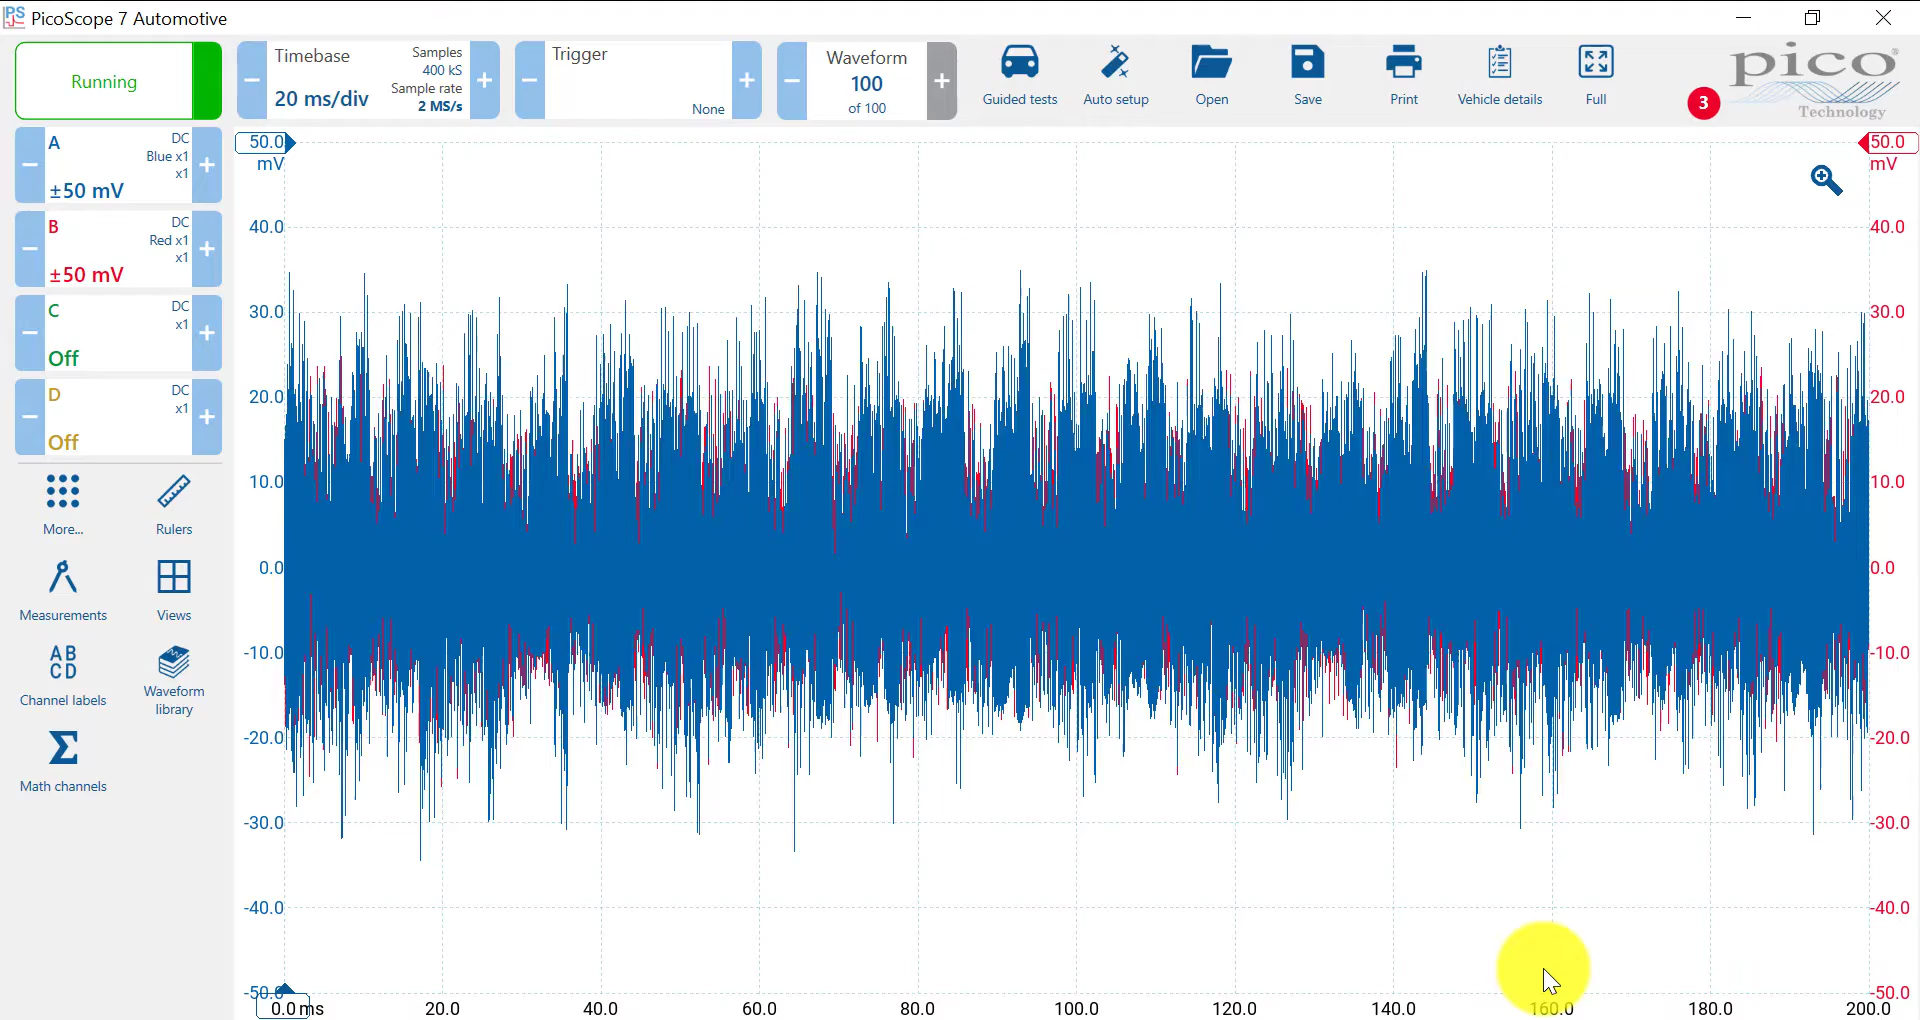 PS PicoScope 7 Automotive
Running
Timebase
20 ms/div
Samples
400 kS
Sample rate
2 MS/s
Trigger
None
Waveform
100
of 100
Guided tests
Auto setup
Open
Save
Print
Vehicle details
Full
3
pico
Technology
A
DC
Blue x1
x1
±50 mV
B
DC
Red x1
x1
±50 mV
C
DC
x1
Off
D
DC
x1
Off
More...
Rulers
Measurements
Views
AB
CD
Channel labels
Waveform
library
Σ
Math channels
50.0
mV
40.0
30.0
20.0
10.0
0.0
-10.0
-20.0
-30.0
-40.0
-50.0
50.0
mV
40.0
30.0
20.0
10.0
0.0
-10.0
-20.0
-30.0
-40.0
-50.0
0.0 ms
20.0
40.0
60.0
80.0
100.0
120.0
140.0
160.0
180.0
200.0